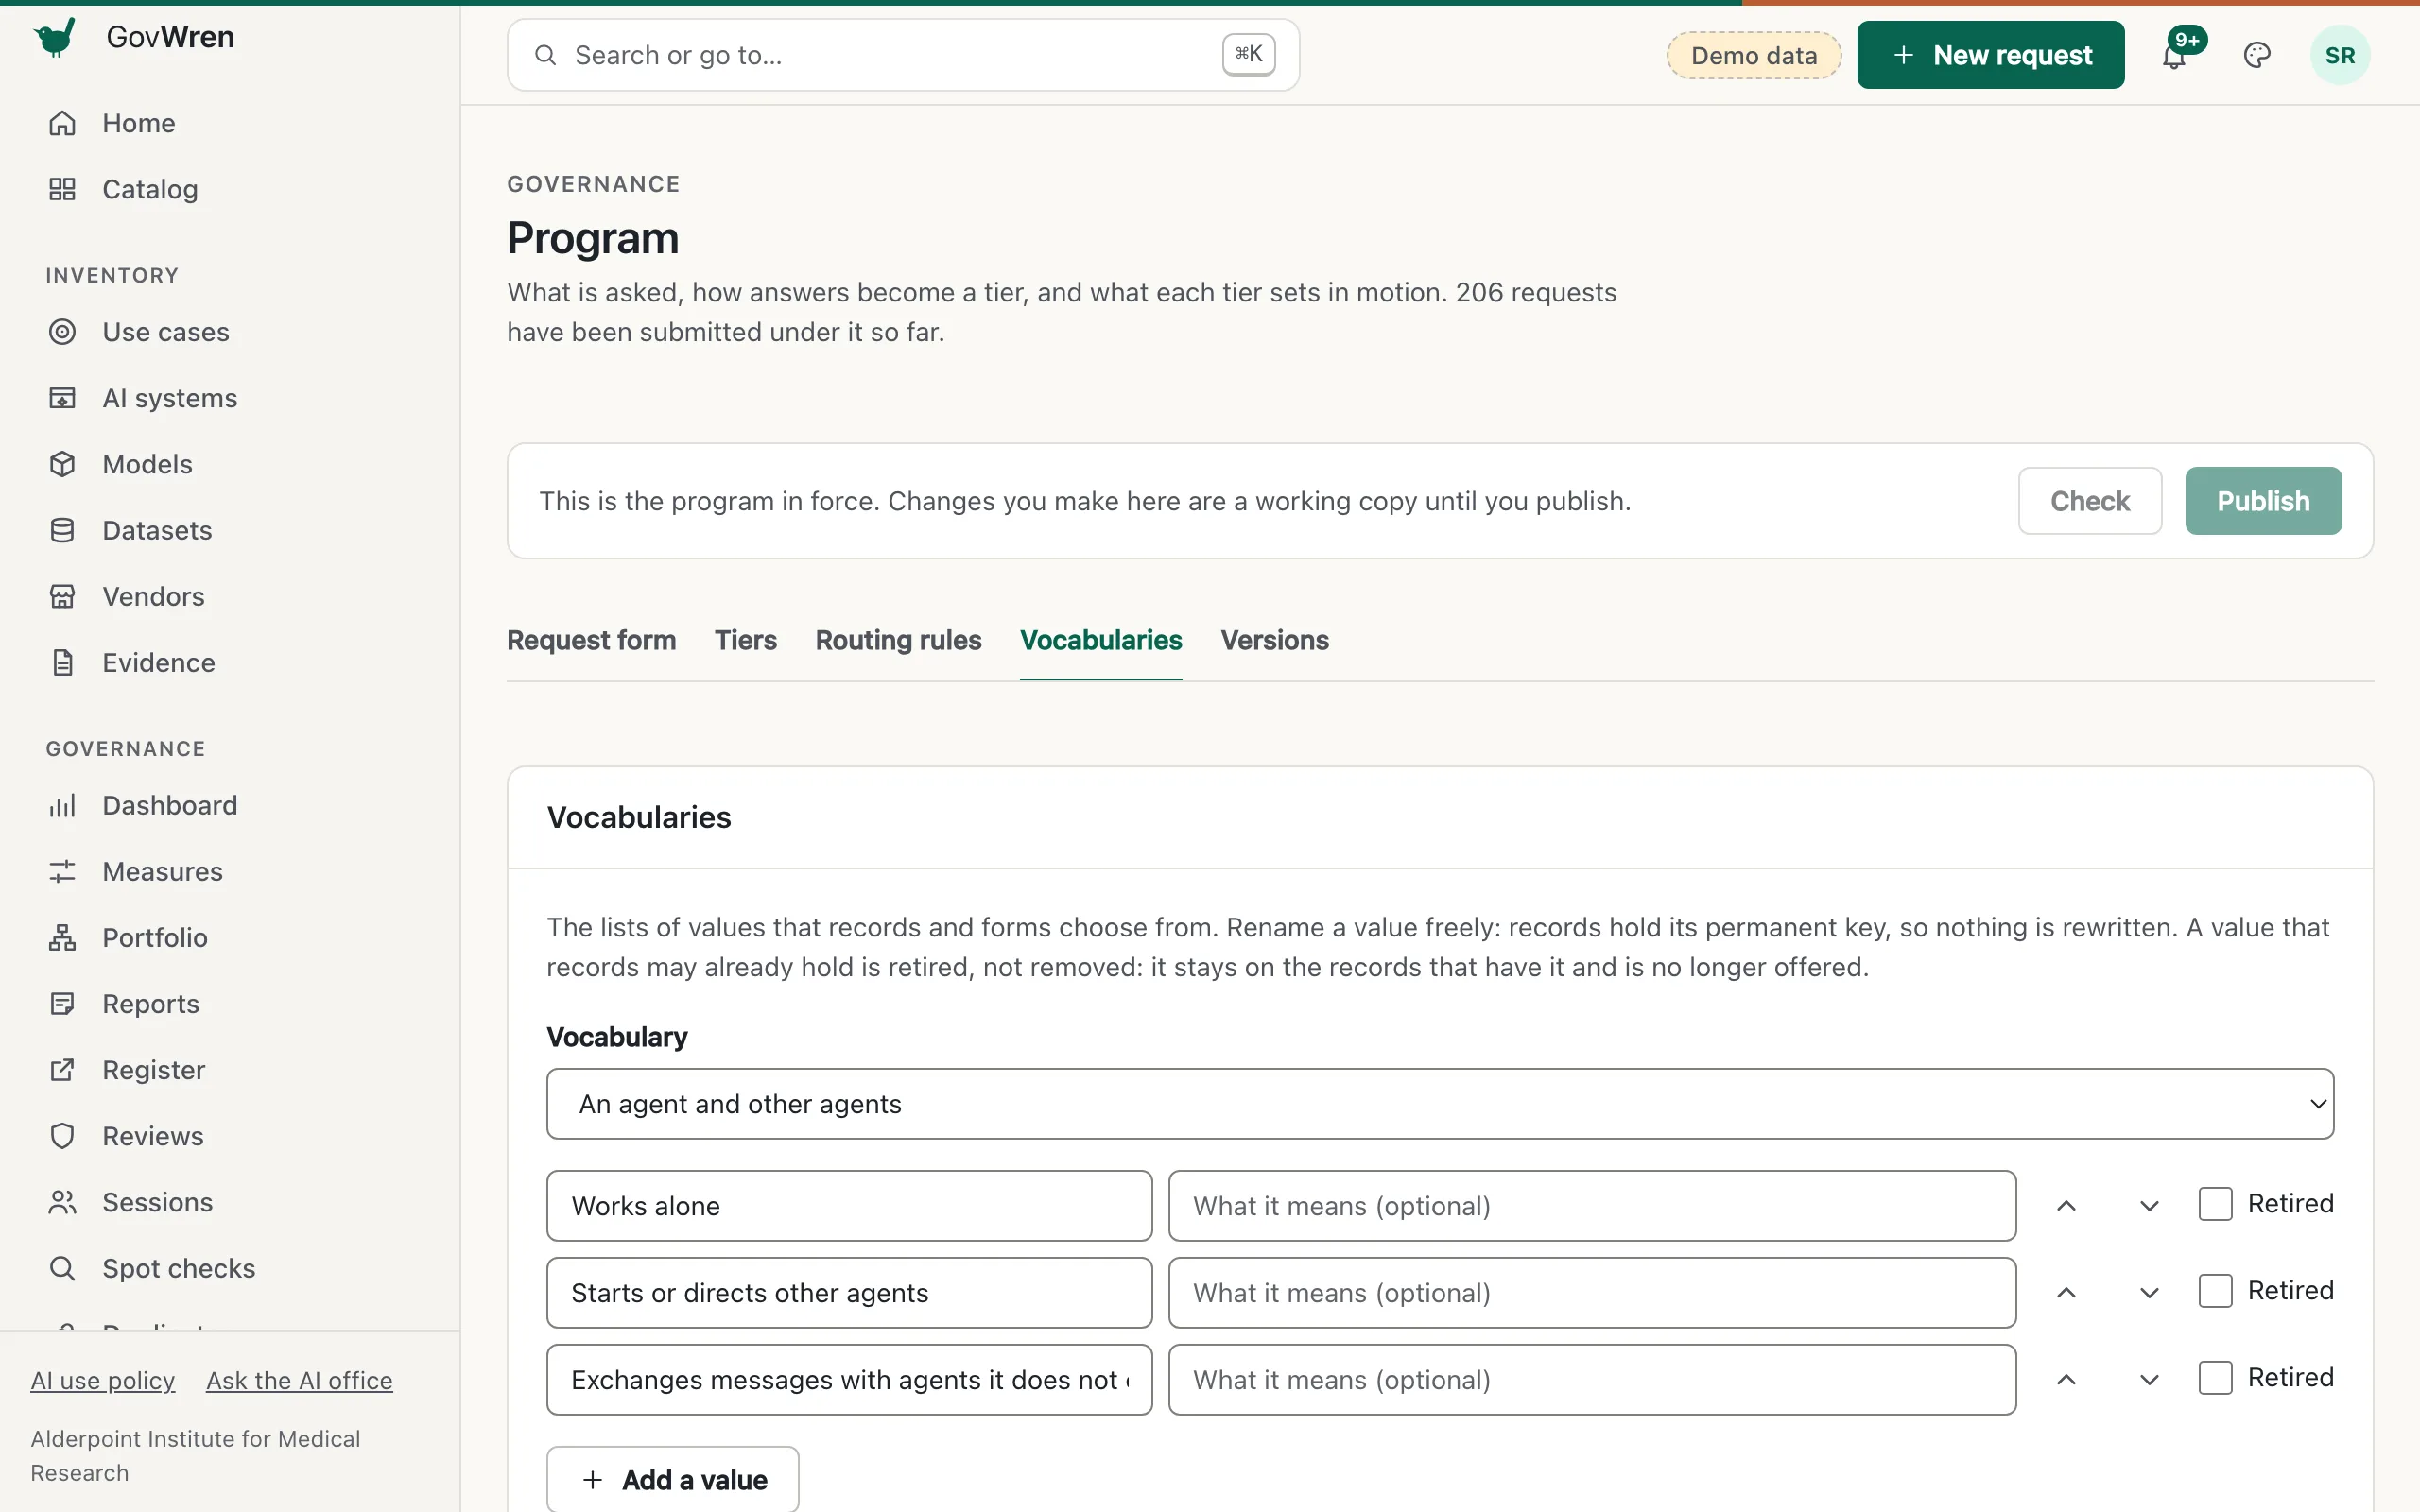 GovWren
Search or go to...
⌘K
Demo data
+ New request
9+
SR
Home
Catalog
INVENTORY
Use cases
AI systems
Models
Datasets
Vendors
Evidence
GOVERNANCE
Dashboard
Measures
Portfolio
Reports
Register
Reviews
Sessions
Spot checks
AI use policy
Ask the AI office
Alderpoint Institute for Medical
Research
GOVERNANCE
Program
What is asked, how answers become a tier, and what each tier sets in motion. 206 requests
have been submitted under it so far.
This is the program in force. Changes you make here are a working copy until you publish.
Check
Publish
Request form
Tiers
Routing rules
Vocabularies
Versions
Vocabularies
The lists of values that records and forms choose from. Rename a value freely: records hold its permanent key, so nothing is rewritten. A value that
records may already hold is retired, not removed: it stays on the records that have it and is no longer offered.
Vocabulary
An agent and other agents
Works alone
What it means (optional)
Retired
Starts or directs other agents
What it means (optional)
Retired
Exchanges messages with agents it does not
What it means (optional)
Retired
+ Add a value